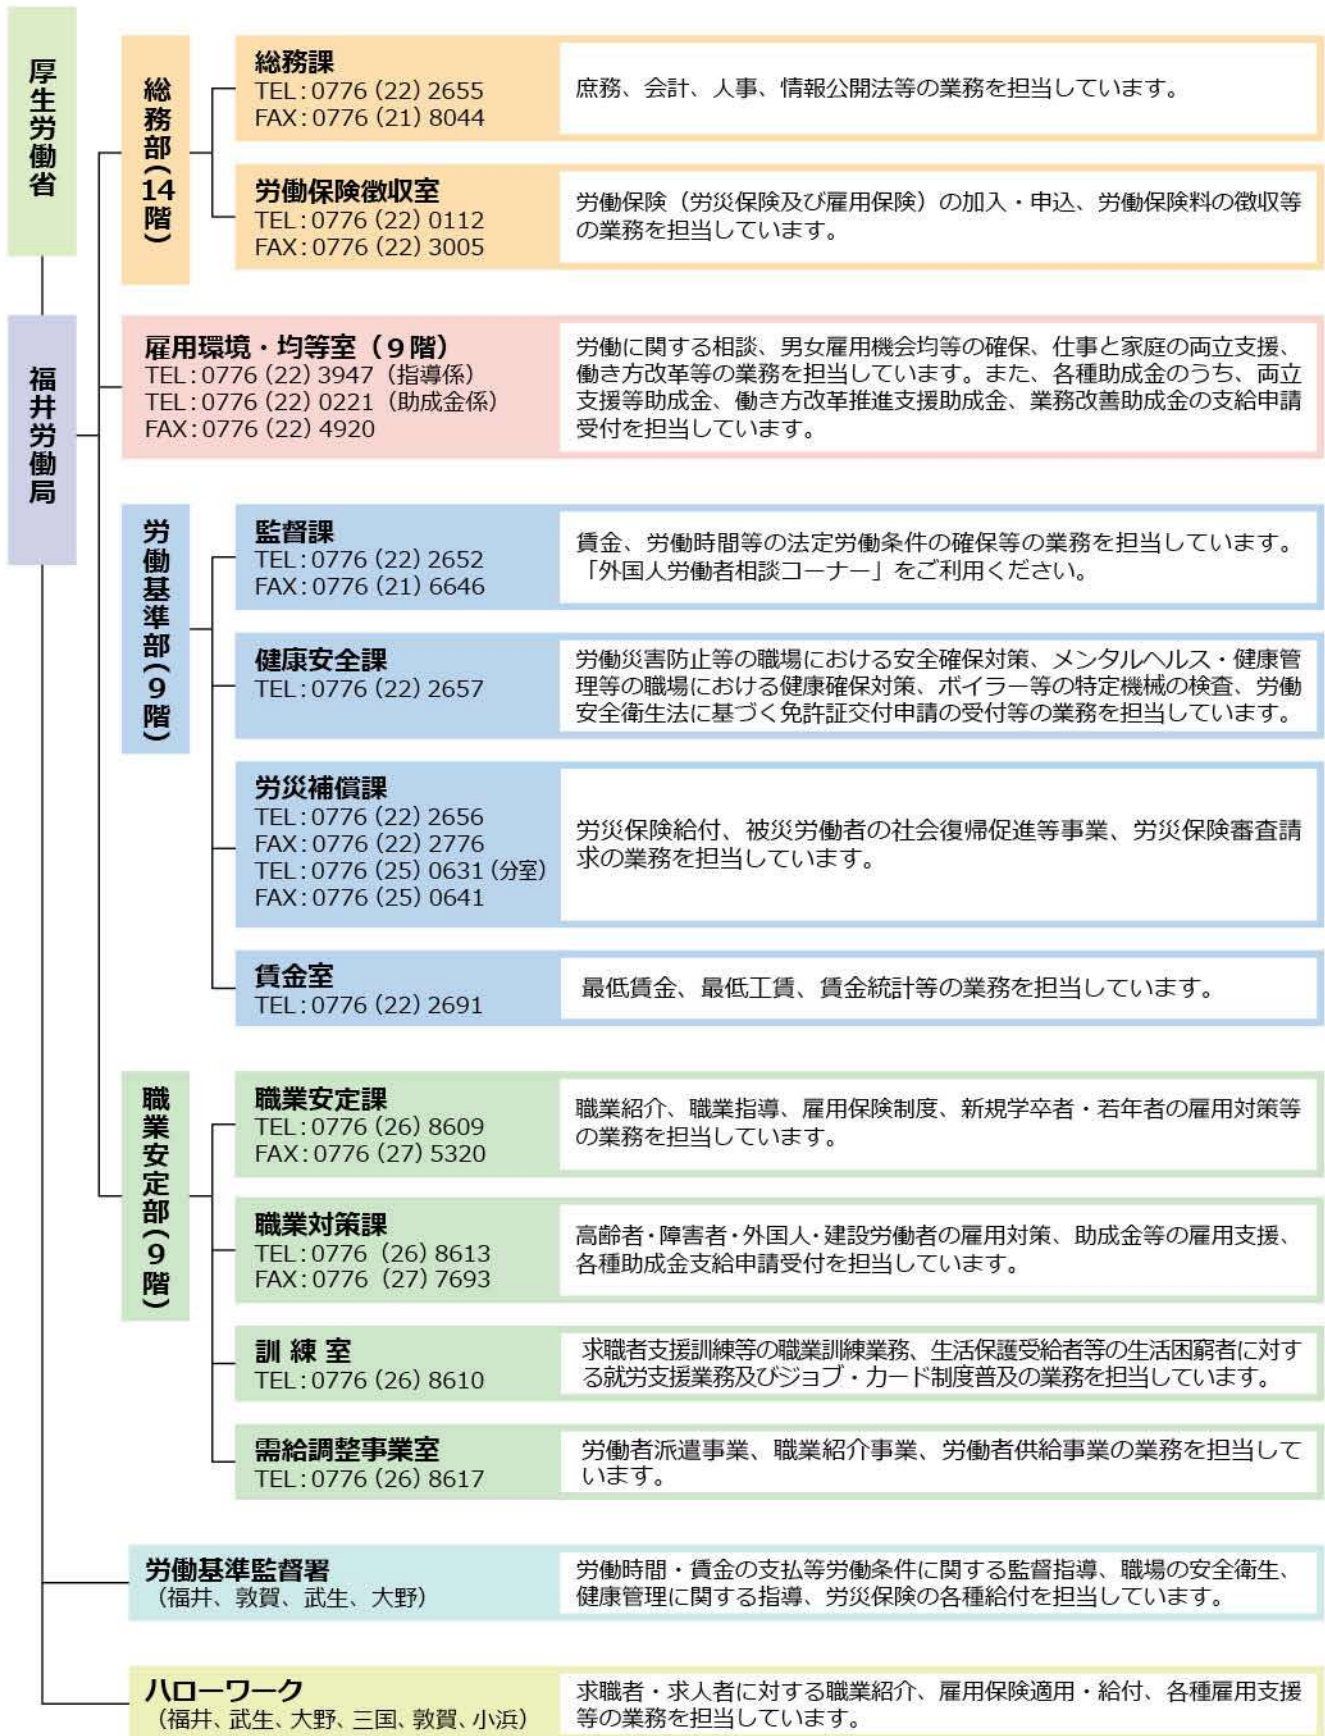 厚生労働省
福井労働局
総務部(14階)
総務課
TEL:0776(22)2655
FAX:0776(21)8044
庶務、会計、人事、情報公開法等の業務を担当しています。
労働保険徴収室
TEL:0776(22)0112
FAX:0776(22)3005
労働保険（労災保険及び雇用保険）の加入・申込、労働保険料の徴収等
の業務を担当しています。
雇用環境・均等室（9階）
TEL:0776(22)3947（指導係）
TEL:0776(22)0221（助成金係）
FAX:0776(22)4920
労働に関する相談、男女雇用機会均等の確保、仕事と家庭の両立支援、
働き方改革等の業務を担当しています。また、各種助成金のうち、両立
支援等助成金、働き方改革推進支援助成金、業務改善助成金の支給申請
受付を担当しています。
労働基準部(9階)
監督課
TEL:0776(22)2652
FAX:0776(21)6646
賃金、労働時間等の法定労働条件の確保等の業務を担当しています。
「外国人労働者相談コーナー」をご利用ください。
健康安全課
TEL:0776(22)2657
労働災害防止等の職場における安全確保対策、メンタルヘルス・健康管
理等の職場における健康確保対策、ボイラー等の特定機械の検査、労働
安全衛生法に基づく免許証交付申請の受付等の業務を担当しています。
労災補償課
TEL:0776(22)2656
FAX:0776(22)2776
TEL:0776(25)0631(分室)
FAX:0776(25)0641
労災保険給付、被災労働者の社会復帰促進等事業、労災保険審査請
求の業務を担当しています。
賃金室
TEL:0776(22)2691
最低賃金、最低工賃、賃金統計等の業務を担当しています。
職業安定部(9階)
職業安定課
TEL:0776(26)8609
FAX:0776(27)5320
職業紹介、職業指導、雇用保険制度、新規学卒者・若年者の雇用対策等
の業務を担当しています。
職業対策課
TEL:0776 (26)8613
FAX:0776 (27)7693
高齢者・障害者・外国人・建設労働者の雇用対策、助成金等の雇用支援、
各種助成金支給申請受付を担当しています。
訓 練 室
TEL:0776(26)8610
求職者支援訓練等の職業訓練業務、生活保護受給者等の生活困窮者に対す
る就労支援業務及びジョブ・カード制度普及の業務を担当しています。
需給調整事業室
TEL:0776(26)8617
労働者派遣事業、職業紹介事業、労働者供給事業の業務を担当して
います。
労働基準監督署
（福井、敦賀、武生、大野）
労働時間・賃金の支払等労働条件に関する監督指導、職場の安全衛生、
健康管理に関する指導、労災保険の各種給付を担当しています。
ハローワーク
（福井、武生、大野、三国、敦賀、小浜）
求職者・求人者に対する職業紹介、雇用保険適用・給付、各種雇用支援
等の業務を担当しています。